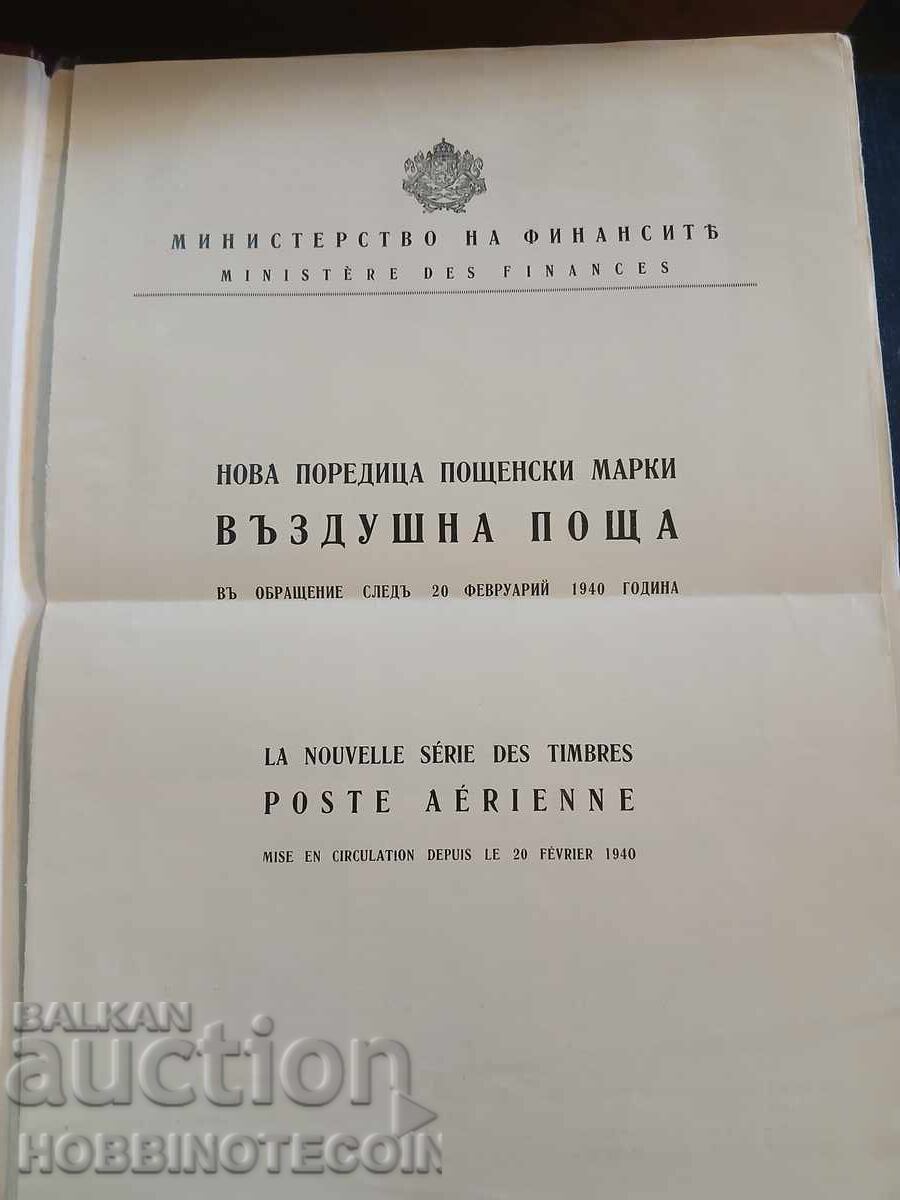 МИНИСТЕРСТВО НА ФИНАНСИТѢ
MINISTÈRE DES FINANCES
НОВА ПОРЕДИЦА ПОЩЕНСКИ МАРКИ
ВЪЗДУШНА ПОЩА
ВЪ ОБРАЩЕНИЕ СЛЕДЪ 20 ФЕВРУАРИЙ 1940 ГОДИНА
LA NOUVELLE SÉRIE DES TIMBRES
POSTE AÉRIENNE
MISE EN CIRCULATION DEPUIS LE 20 FÉVRIER 1940
BALKAN
auction
HOBBINOTECOIN